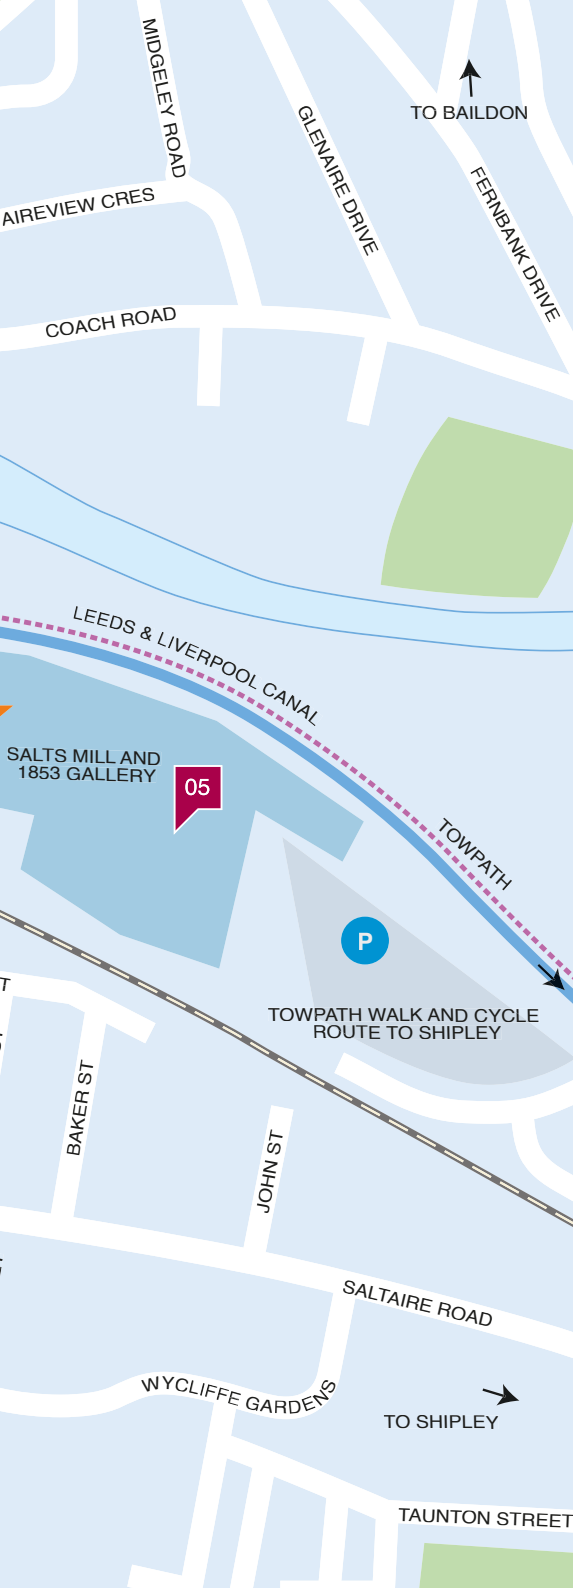 MIDGELEY ROAD
TO BAILDON
GLENAIRE DRIVE
FERNBANK DRIVE
AIREVIEW CRES
COACH ROAD
LEEDS & LIVERPOOL CANAL
SALTS MILL AND
1853 GALLERY
05
TOWPATH
P
TOWPATH WALK AND CYCLE
ROUTE TO SHIPLEY
BAKER ST
JOHN ST
SALTAIRE ROAD
WYCLIFFE GARDENS
TO SHIPLEY
TAUNTON STREET